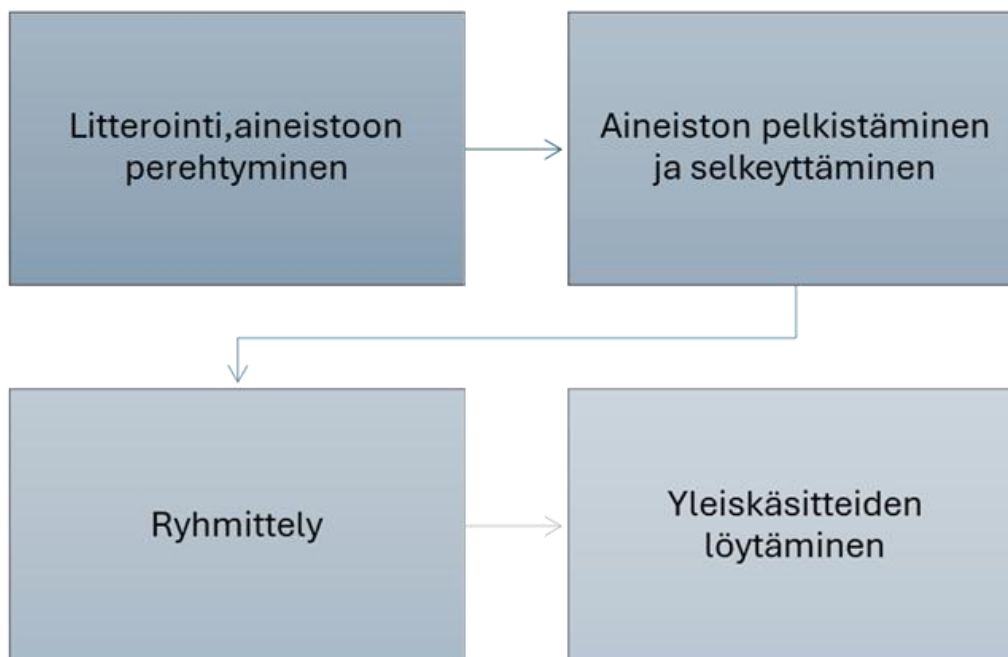 Litterointi,aineistoon
perehtyminen
Aineiston pelkistäminen
ja selkeyttäminen
Ryhmittely
Yleiskäsitteiden
löytäminen